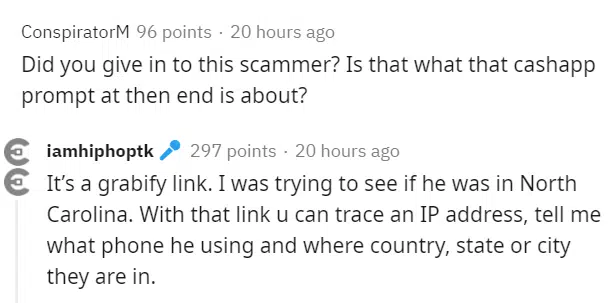 ConspiratorM 96 points · 20 hours ago
Did you give in to this scammer? Is that what that cashapp
prompt at then end is about?
iamhiphoptk 297 points · 20 hours ago
It’s a grabify link. I was trying to see if he was in North
Carolina. With that link u can trace an IP address, tell me
what phone he using and where country, state or city
they are in.